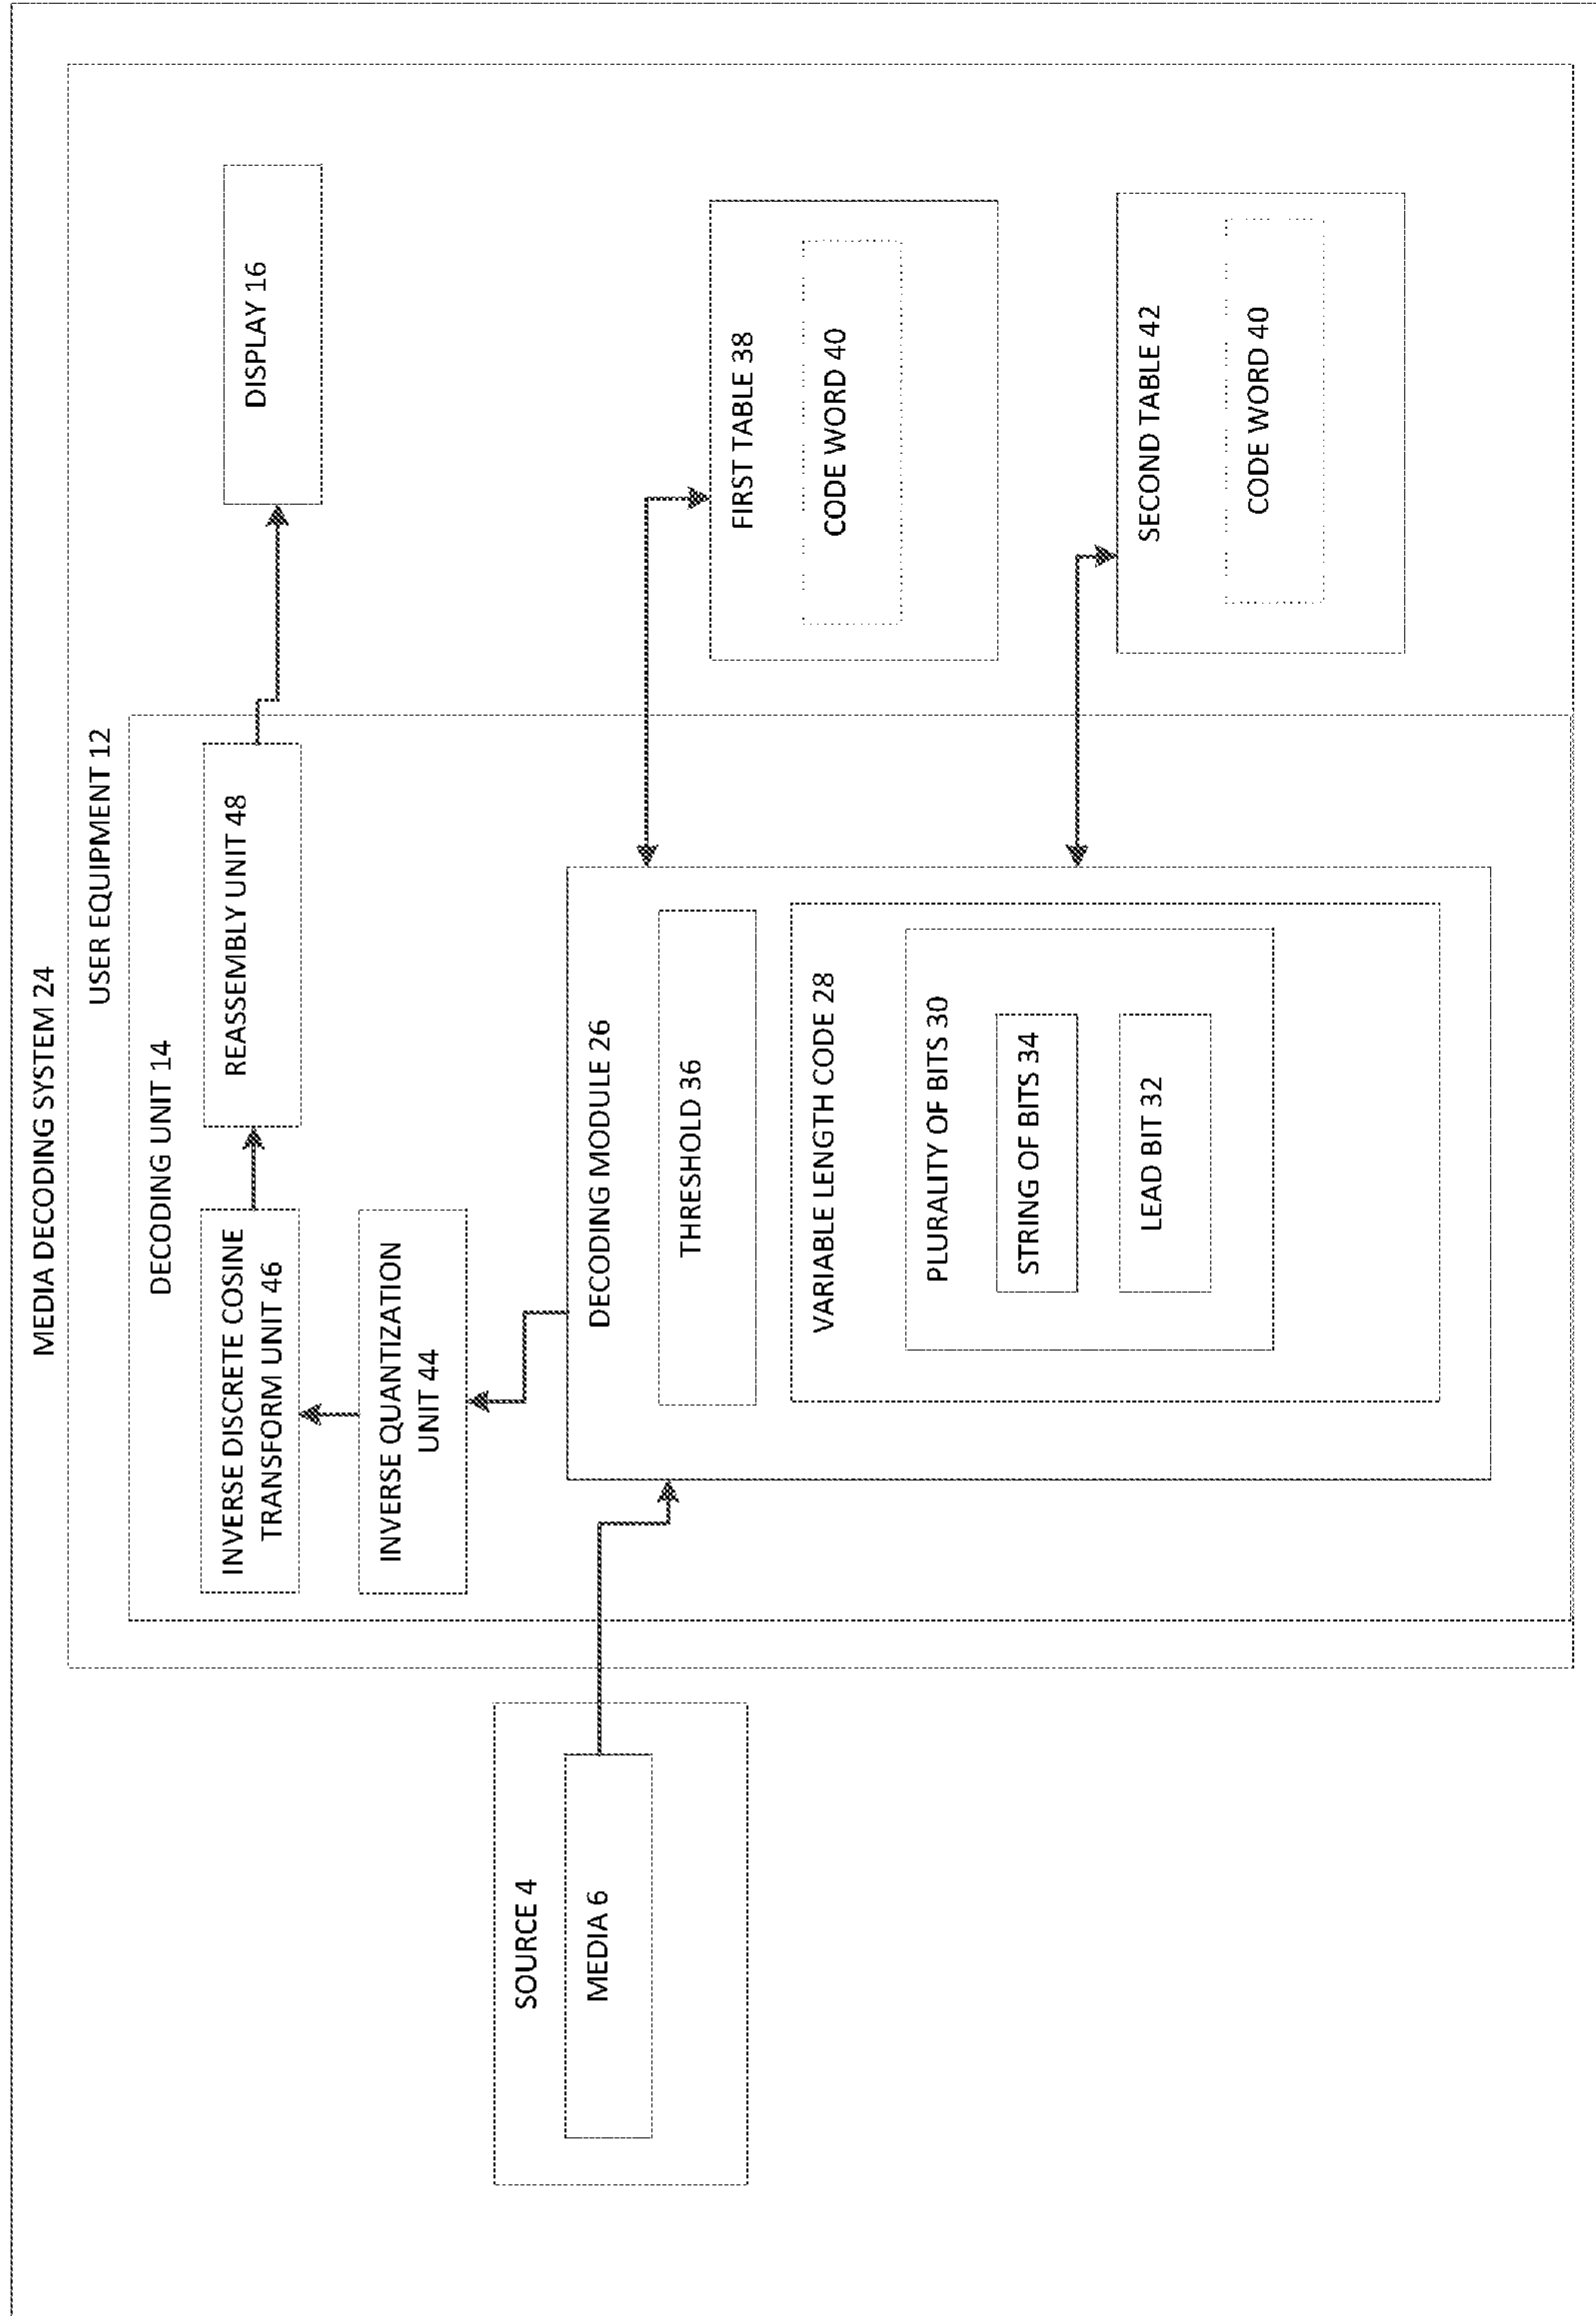 MEDIA DECODING SYSTEM 24
USER EQUIPMENT 12
DECODING UNIT 14
INVERSE DISCRETE COSINE
TRANSFORM UNIT 46
REASSEMBLY UNIT 48
DISPLAY 16
INVERSE QUANTIZATION
UNIT 44
SOURCE 4
MEDIA 6
DECODING MODULE 26
THRESHOLD 36
VARIABLE LENGTH CODE 28
PLURALITY OF BITS 30
STRING OF BITS 34
LEAD BIT 32
FIRST TABLE 38
CODE WORD 40
SECOND TABLE 42
CODE WORD 40